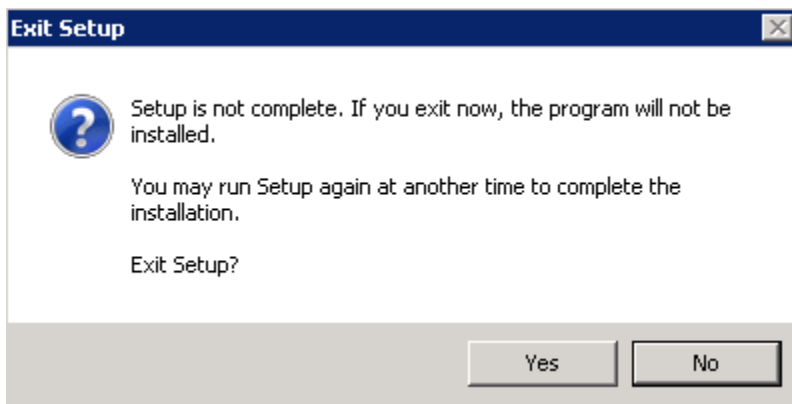 Exit Setup
Setup is not complete. If you exit now, the program will not be
installed.
You may run Setup again at another time to complete the
installation.
Exit Setup?
Yes
No